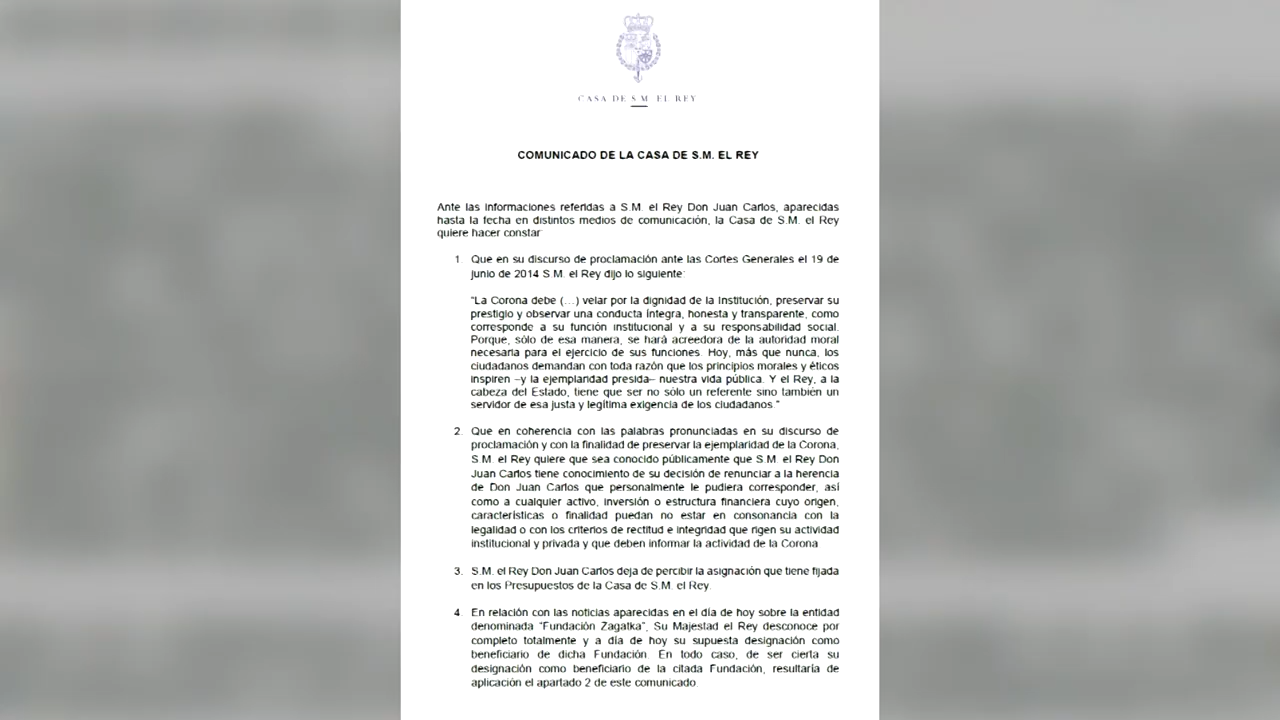 CASA DE S.M. EL REY
COMUNICADO DE LA CASA DE S.M. EL REY
Ante las informaciones referidas a S.M. el Rey Don Juan Carlos, aparecidas
hasta la fecha en distintos medios de comunicación, la Casa de S.M. el Rey
quiere hacer constar:
1. Que en su discurso de proclamación ante las Cortes Generales el 19 de
junio de 2014 S.M. el Rey dijo lo siguiente:
“La Corona debe (…) velar por la dignidad de la Institución, preservar su
prestigio y observar una conducta íntegra, honesta y transparente, como
corresponde a su función institucional y a su responsabilidad social.
Porque, sólo de esa manera, se hará acreedora de la autoridad moral
necesaria para el ejercicio de sus funciones. Hoy, más que nunca, los
ciudadanos demandan con toda razón que los principios morales y éticos
inspiren –y la ejemplaridad presida– nuestra vida pública. Y el Rey, a la
cabeza del Estado, tiene que ser no sólo un referente sino también un
servidor de esa justa y legítima exigencia de los ciudadanos.”
2. Que en coherencia con las palabras pronunciadas en su discurso de
proclamación y con la finalidad de preservar la ejemplaridad de la Corona,
S.M. el Rey quiere que sea conocido públicamente que S.M. el Rey Don
Juan Carlos tiene conocimiento de su decisión de renunciar a la herencia
de Don Juan Carlos que personalmente le pudiera corresponder, así
como a cualquier activo, inversión o estructura financiera cuyo origen,
características o finalidad puedan no estar en consonancia con la
legalidad o con los criterios de rectitud e integridad que rigen su actividad
institucional y privada y que deben informar la actividad de la Corona.
3. S.M. el Rey Don Juan Carlos deja de percibir la asignación que tiene fijada
en los Presupuestos de la Casa de S.M. el Rey.
4. En relación con las noticias aparecidas en el día de hoy sobre la entidad
denominada “Fundación Zagatka”, Su Majestad el Rey desconoce por
completo totalmente y a día de hoy su supuesta designación como
beneficiario de dicha Fundación. En todo caso, de ser cierta su
designación como beneficiario de la citada Fundación, resultaría de
aplicación el apartado 2 de este comunicado.